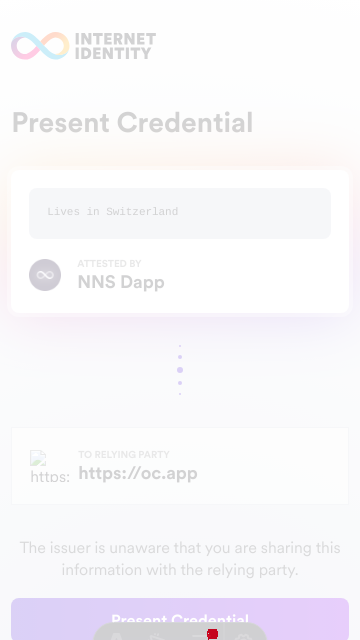 INTERNET
IDENTITY
Present Credential
Lives in Switzerland
ATTESTED BY
NNS Dapp
TO RELYING PARTY
https:
https://oc.app
The issuer is unaware that you are sharing this
information with the relying party.
Present Credential